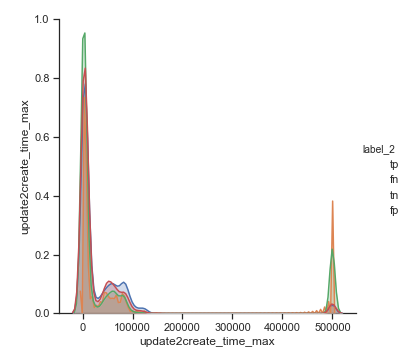 1.0
0.8
0.6
0.4
0.2
0.0
update2create_time_max
0
100000
200000
300000
400000
500000
update2create_time_max
label_2
tp
fn
tn
fp